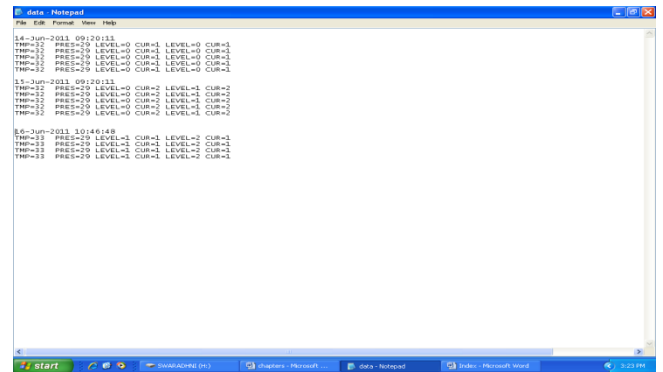 data - Notepad
File Edit Format View Help
14-Jun-2011 09:20:11
TMP=32 PRES=29 LEVEL=0 CUR=1 LEVEL=0 CUR=1
TMP=32 PRES=29 LEVEL=0 CUR=1 LEVEL=0 CUR=1
TMP=32 PRES=29 LEVEL=0 CUR=1 LEVEL=0 CUR=1
TMP=32 PRES=29 LEVEL=0 CUR=1 LEVEL=0 CUR=1
TMP=32 PRES=29 LEVEL=0 CUR=1 LEVEL=0 CUR=1
15-Jun-2011 09:20:11
TMP=32 PRES=29 LEVEL=0 CUR=2 LEVEL=1 CUR=2
TMP=32 PRES=29 LEVEL=0 CUR=2 LEVEL=1 CUR=2
TMP=32 PRES=29 LEVEL=0 CUR=2 LEVEL=1 CUR=2
TMP=32 PRES=29 LEVEL=0 CUR=2 LEVEL=1 CUR=2
TMP=32 PRES=29 LEVEL=0 CUR=2 LEVEL=1 CUR=2
16-Jun-2011 10:46:48
TMP=33 PRES=29 LEVEL=1 CUR=1 LEVEL=2 CUR=1
TMP=33 PRES=29 LEVEL=1 CUR=1 LEVEL=2 CUR=1
TMP=33 PRES=29 LEVEL=1 CUR=1 LEVEL=2 CUR=1
TMP=33 PRES=29 LEVEL=1 CUR=1 LEVEL=2 CUR=1
start SWARADHNI (H:) chapters - Microsoft ... data - Notepad Index - Microsoft Word 3:23 PM